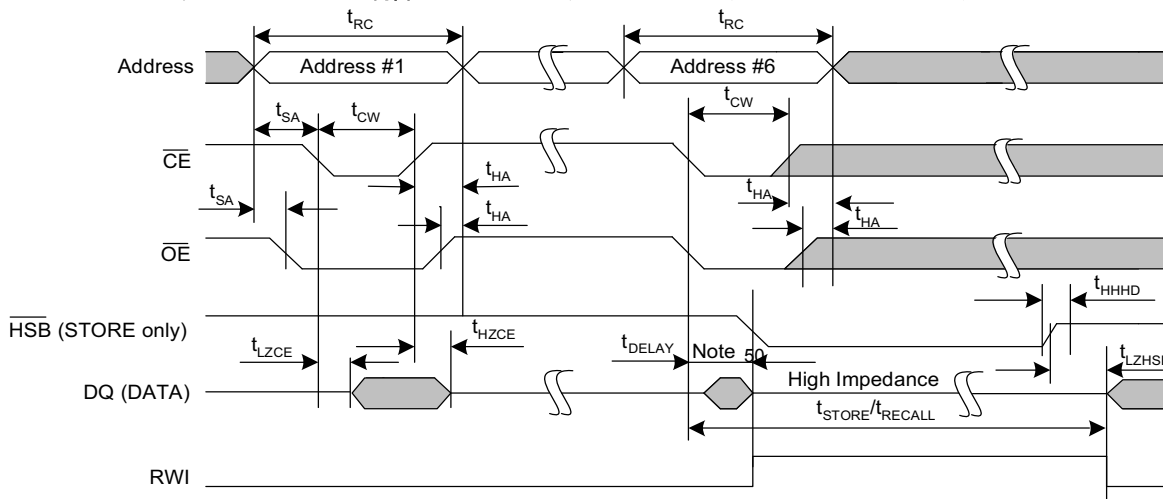 tRC
tRC
Address
Address #1
Address #6
tSA
tCW
tCW
CE
tHA
tSA
tHA
tHA
tHA
OE
tHHHD
HSB (STORE only)
tHZCE
tLZCE
tDELAY
Note 50
DQ (DATA)
High Impedance
tSTORE/tRECALL
RWI